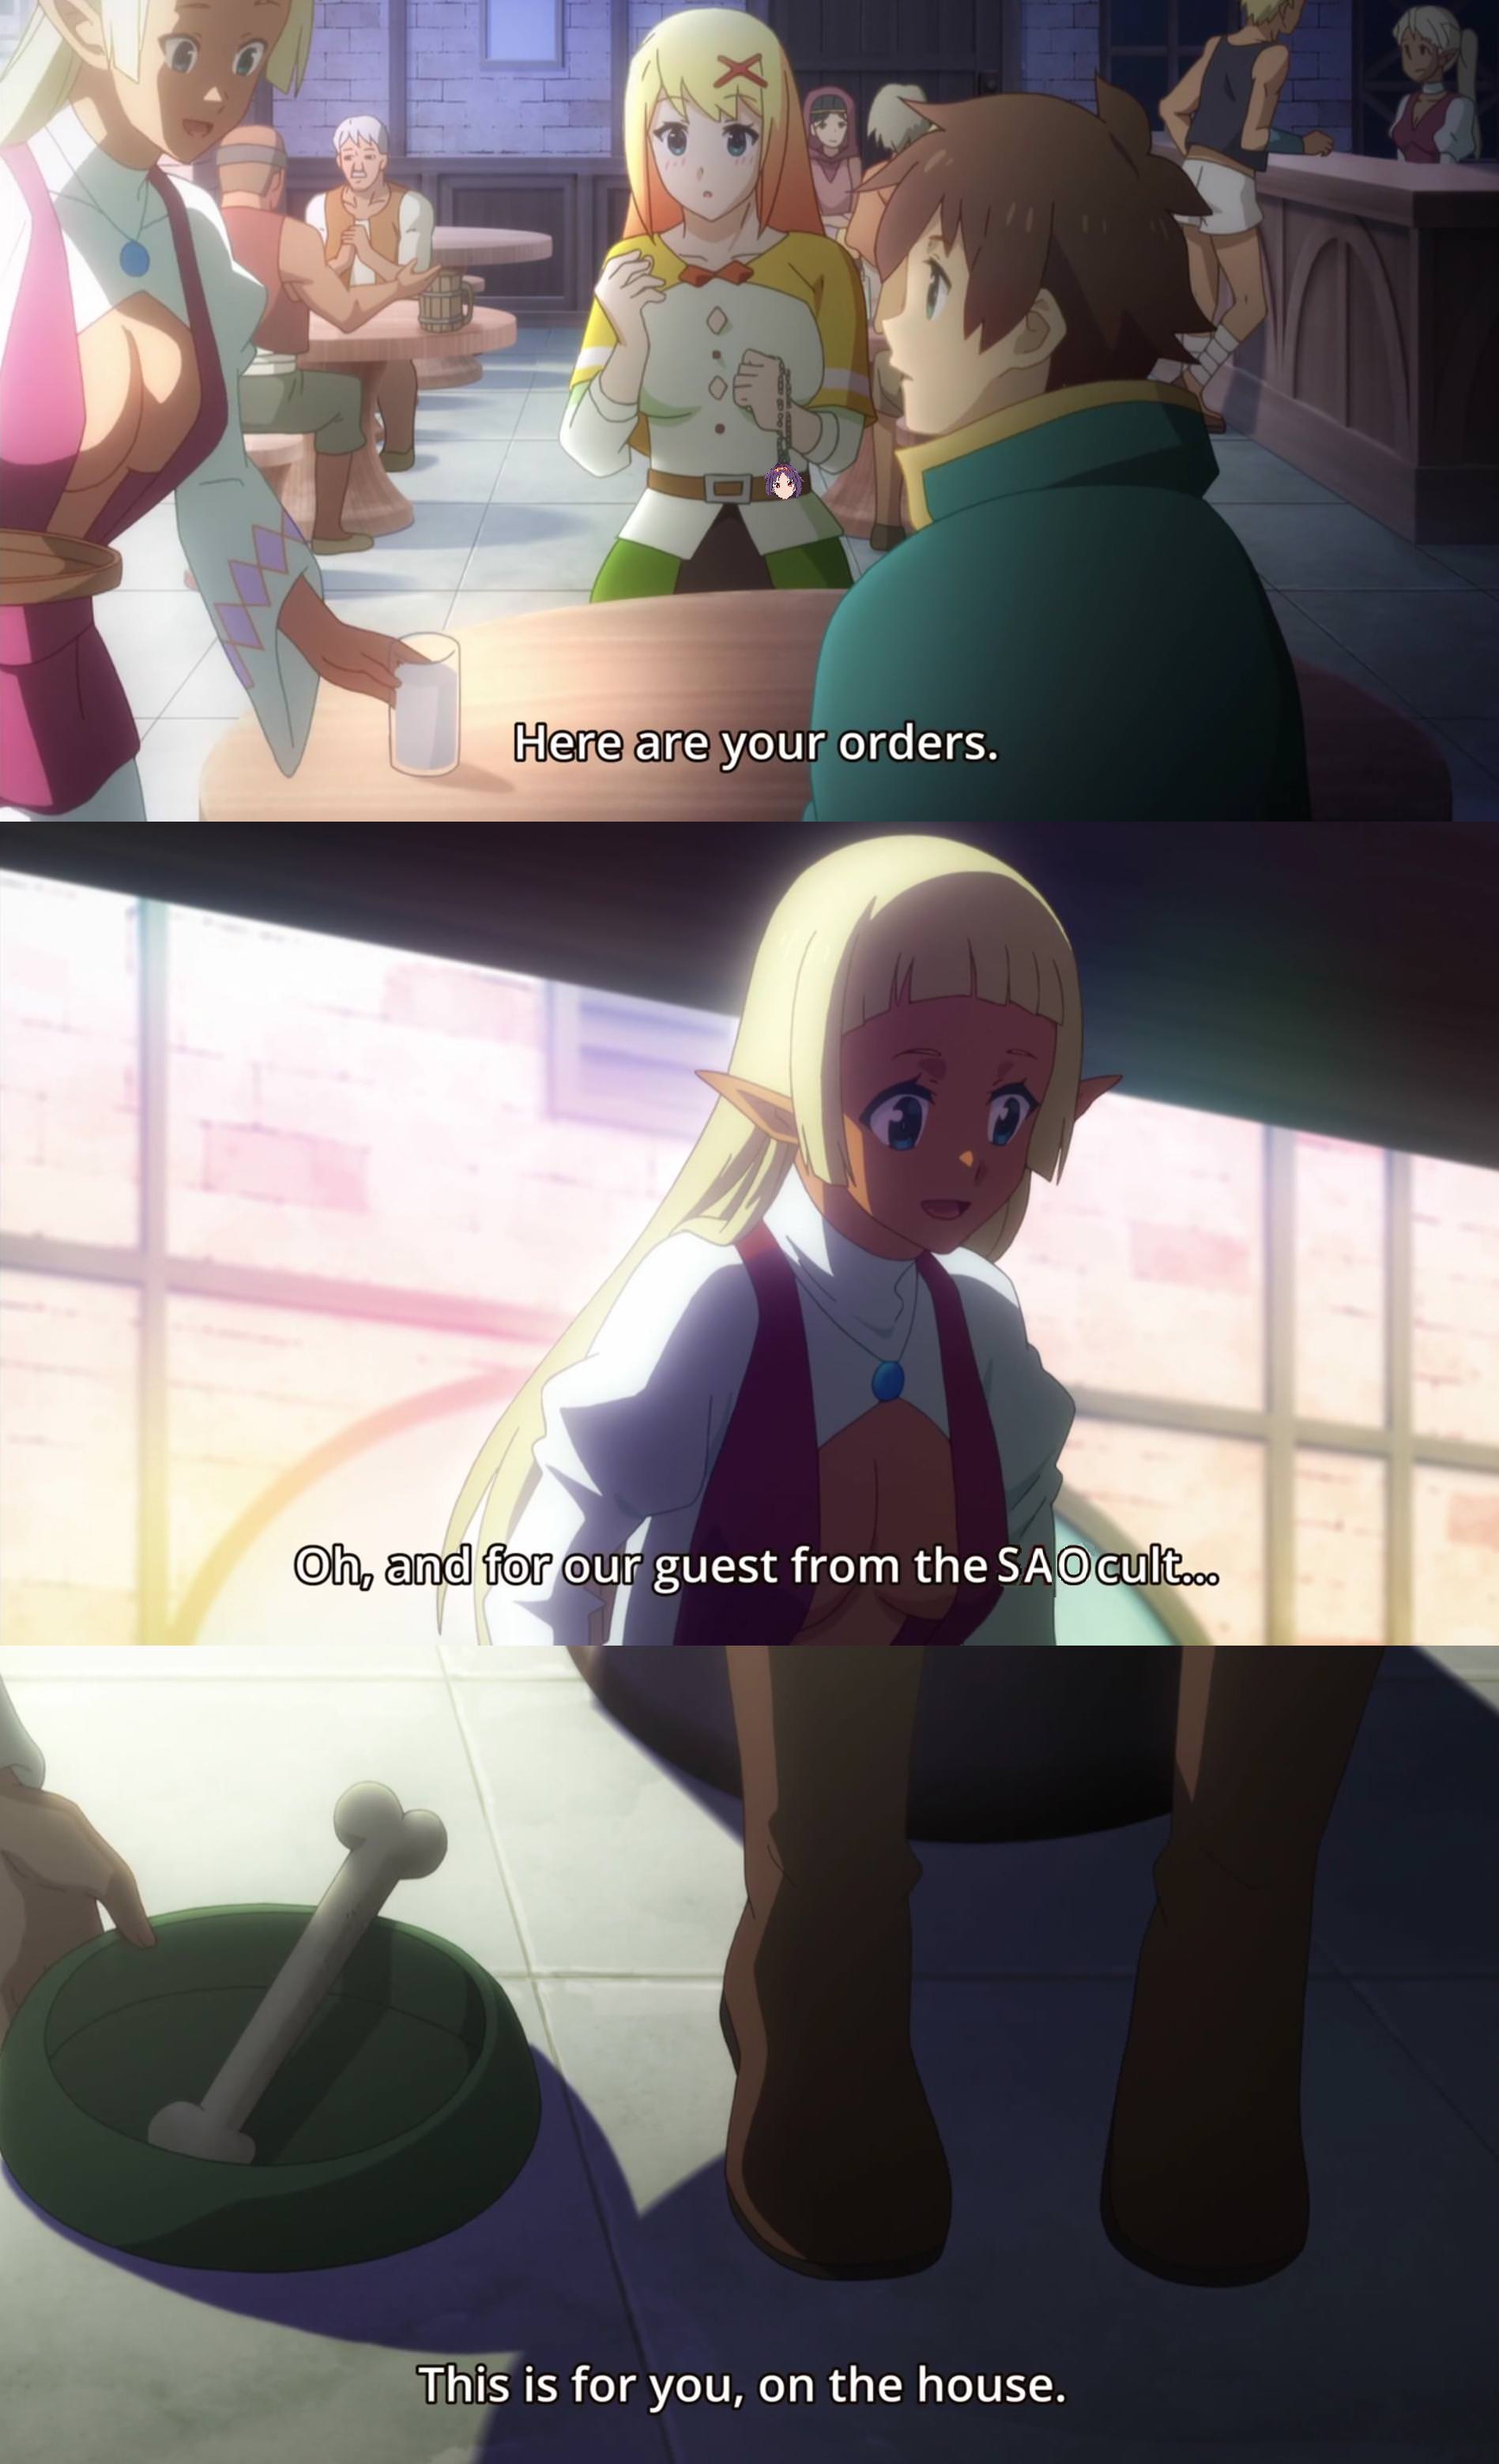 Here are your orders.
Oh, and for our guest from the SAO cult...
This is for you, on the house.